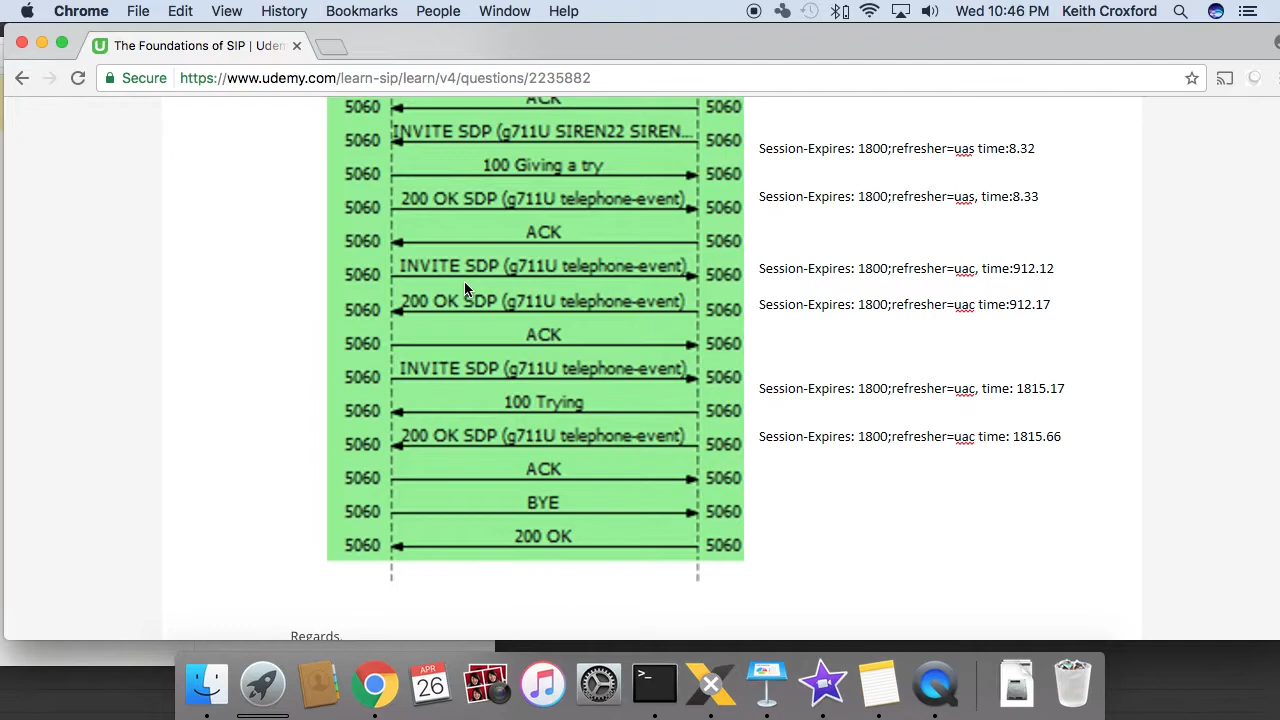 Chrome File Edit View History Bookmarks People Window Help Wed 10:46 PM Keith Croxford
The Foundations of SIP | Udem
Secure https://www.udemy.com/learn-sip/learn/v4/questions/2235882
5060 ACK 5060
5060 INVITE SDP (g711U SIREN22 SIREN... 5060
Session-Expires: 1800;refresher=uas time:8.32
5060 100 Giving a try 5060
5060 200 OK SDP (g711U telephone-event) 5060
Session-Expires: 1800;refresher=uas, time:8.33
5060 ACK 5060
5060 INVITE SDP (g711U telephone-event) 5060
Session-Expires: 1800;refresher=uac, time:912.12
5060 200 OK SDP (g711U telephone-event) 5060
Session-Expires: 1800;refresher=uac time:912.17
5060 ACK 5060
5060 INVITE SDP (g711U telephone-event) 5060
Session-Expires: 1800;refresher=uac, time: 1815.17
5060 100 Trying 5060
5060 200 OK SDP (g711U telephone-event) 5060
Session-Expires: 1800;refresher=uac time: 1815.66
5060 ACK 5060
5060 BYE 5060
5060 200 OK 5060
Regards,
APR
26